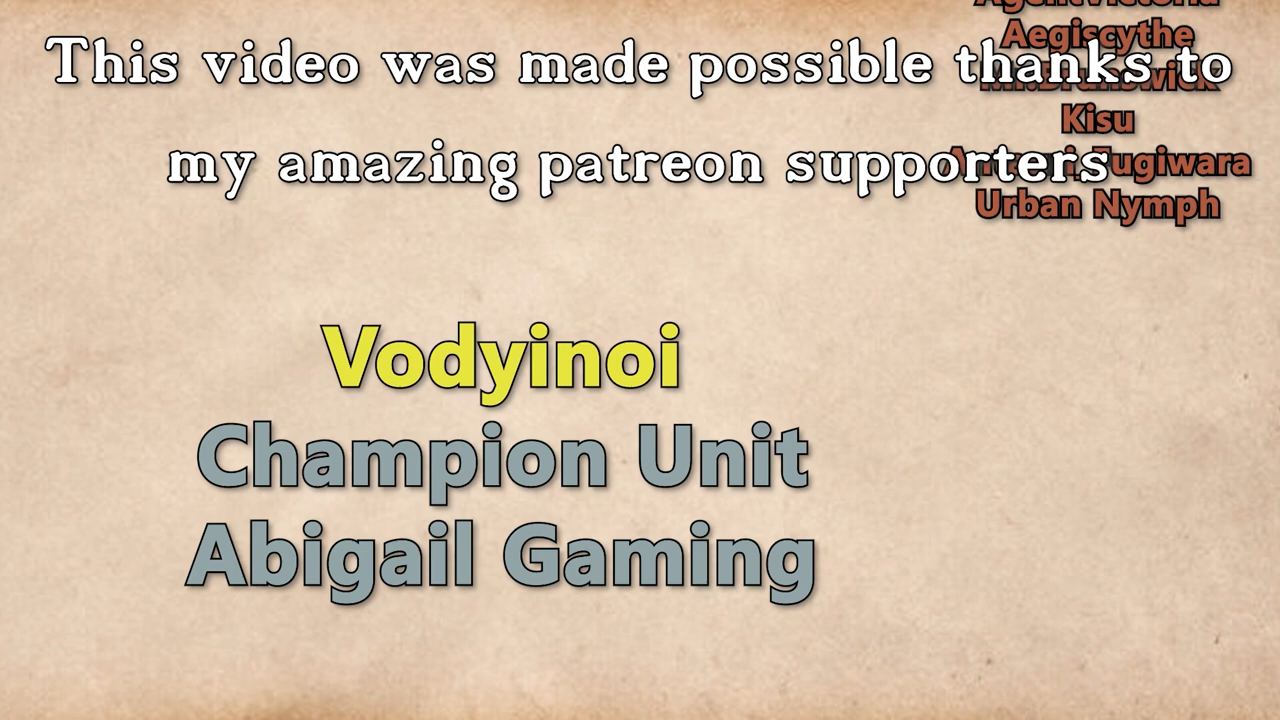 This video was made possible thanks to
my amazing patreon supporters
Aegiscythe
Kisu
Urban Nymph
Vodyinoi
Champion Unit
Abigail Gaming